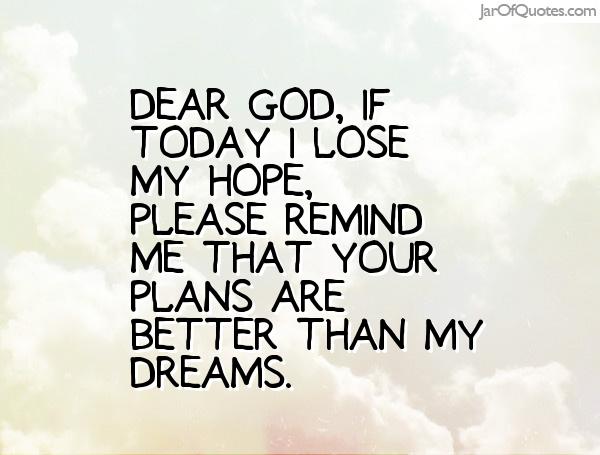 JarOfQuotes.com
DEAR GOD, IF
TODAY I LOSE
MY HOPE,
PLEASE REMIND
ME THAT YOUR
PLANS ARE
BETTER THAN MY
DREAMS.